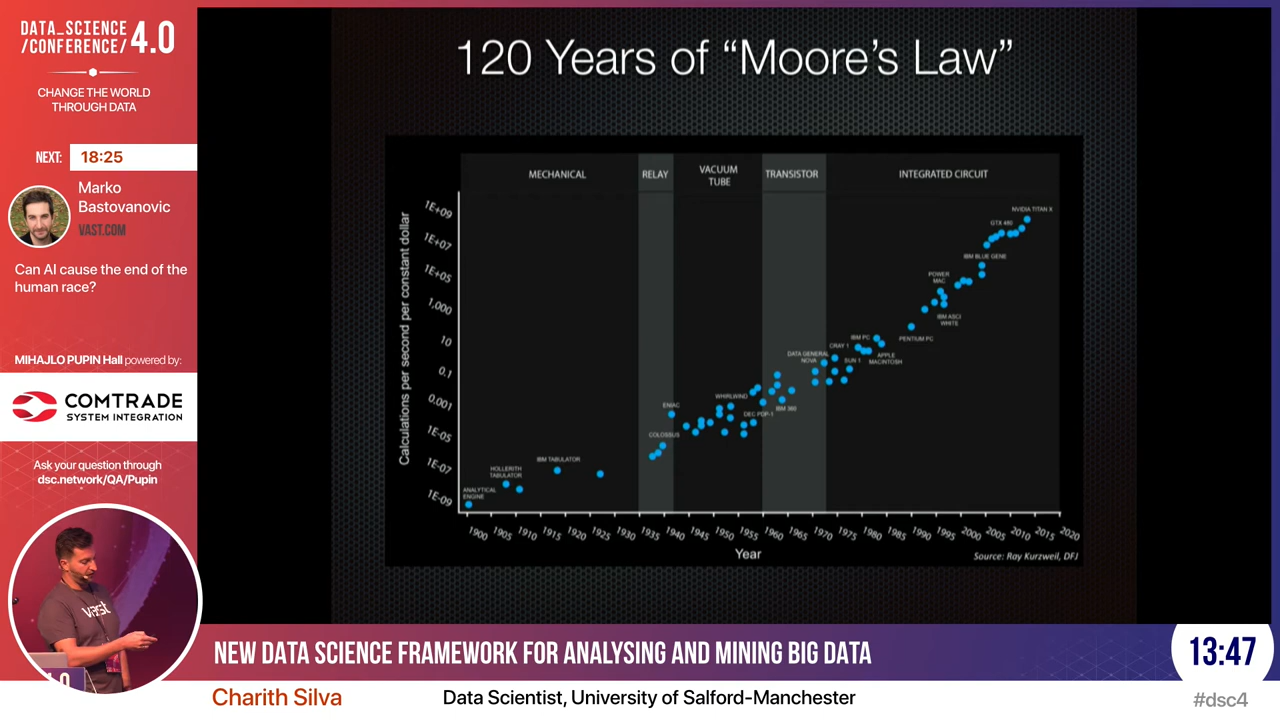 DATA_SCIENCE
/CONFERENCE/ 4.0
CHANGE THE WORLD
THROUGH DATA
NEXT: 18:25
Marko
Bastovanovic
VAST.COM
Can AI cause the end of the
human race?
MIHAJLO PUPIN Hall powered by:
COMTRADE
SYSTEM INTEGRATION
Ask your question through
dsc.network/QA/Pupin
vast
4.0
120 Years of “Moore’s Law”
MECHANICAL
RELAY
VACUUM
TUBE
TRANSISTOR
INTEGRATED CIRCUIT
Calculations per second per constant dollar
1E+09
1E+07
1E+05
1,000
10
0.1
0.001
1E-05
1E-07
1E-09
ANALYTICAL
ENGINE
HOLLERITH
TABULATOR
IBM TABULATOR
COLOSSUS
ENIAC
WHIRLWIND
DEC PDP-1
IBM 360
DATA GENERAL
NOVA
CRAY 1
IBM PC
SUN 1
APPLE
MACINTOSH
PENTIUM PC
POWER
MAC
IBM ASCI
WHITE
IBM BLUE GENE
GTX 480
NVIDIA TITAN X
1900 1905 1910 1915 1920 1925 1930 1935 1940 1945 1950 1955 1960 1965 1970 1975 1980 1985 1990 1995 2000 2005 2010 2015 2020
Year
Source: Ray Kurzweil, DFJ
NEW DATA SCIENCE FRAMEWORK FOR ANALYSING AND MINING BIG DATA
13:47
Charith Silva
Data Scientist, University of Salford-Manchester
#dsc4